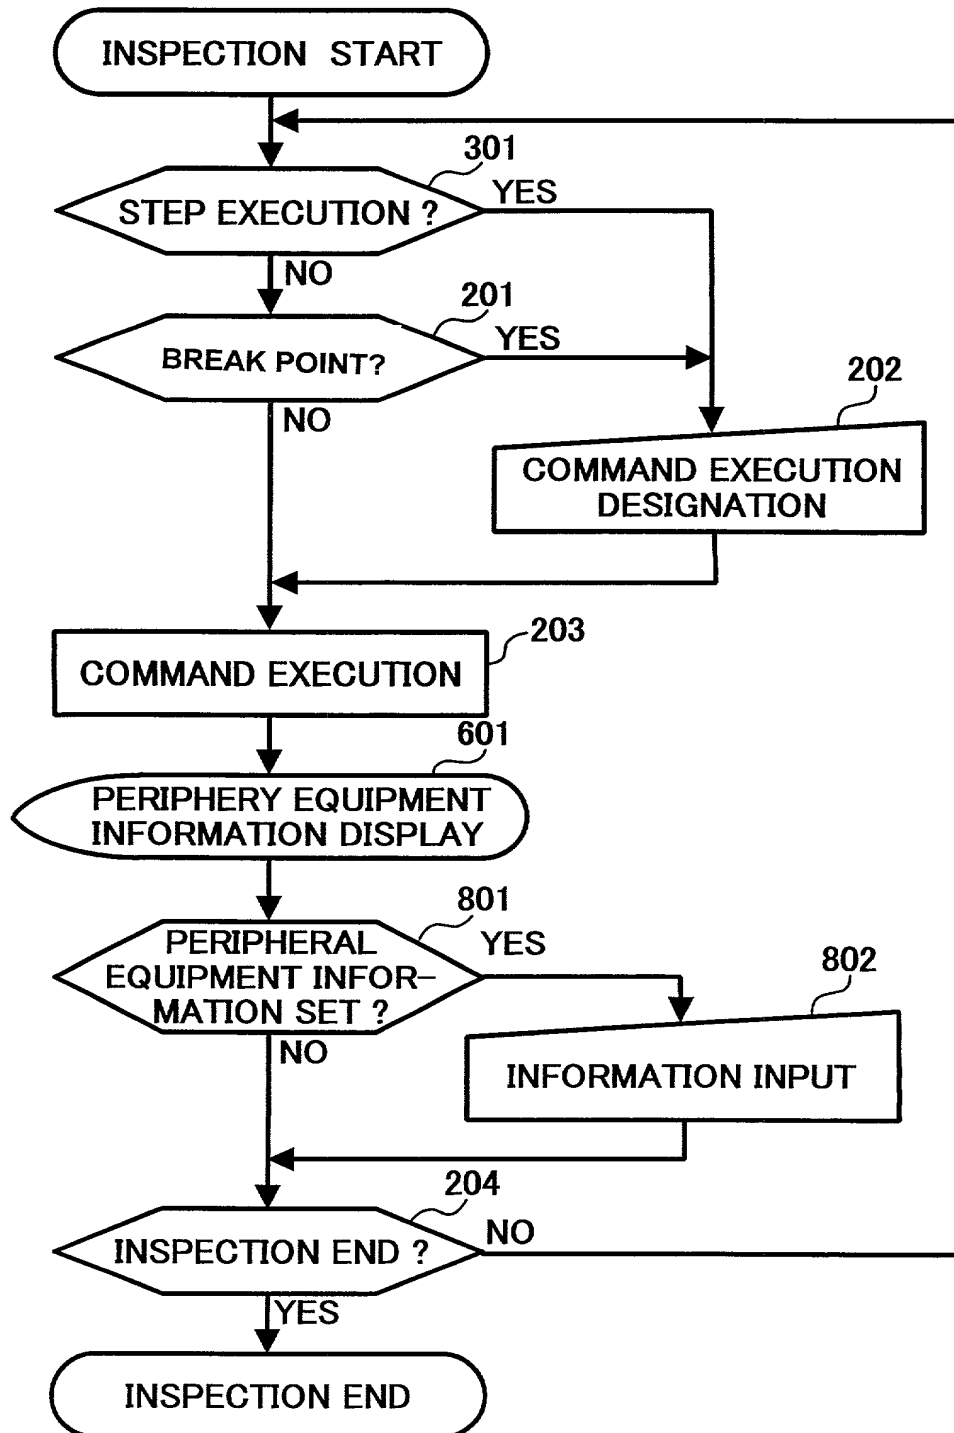 INSPECTION START
301
YES
STEP EXECUTION ?
NO
201
YES
BREAK POINT?
NO
202
COMMAND EXECUTION
DESIGNATION
203
COMMAND EXECUTION
601
PERIPHERY EQUIPMENT
INFORMATION DISPLAY
801
YES
PERIPHERAL
EQUIPMENT INFOR-
MATION SET ?
NO
802
INFORMATION INPUT
204
NO
INSPECTION END ?
YES
INSPECTION END